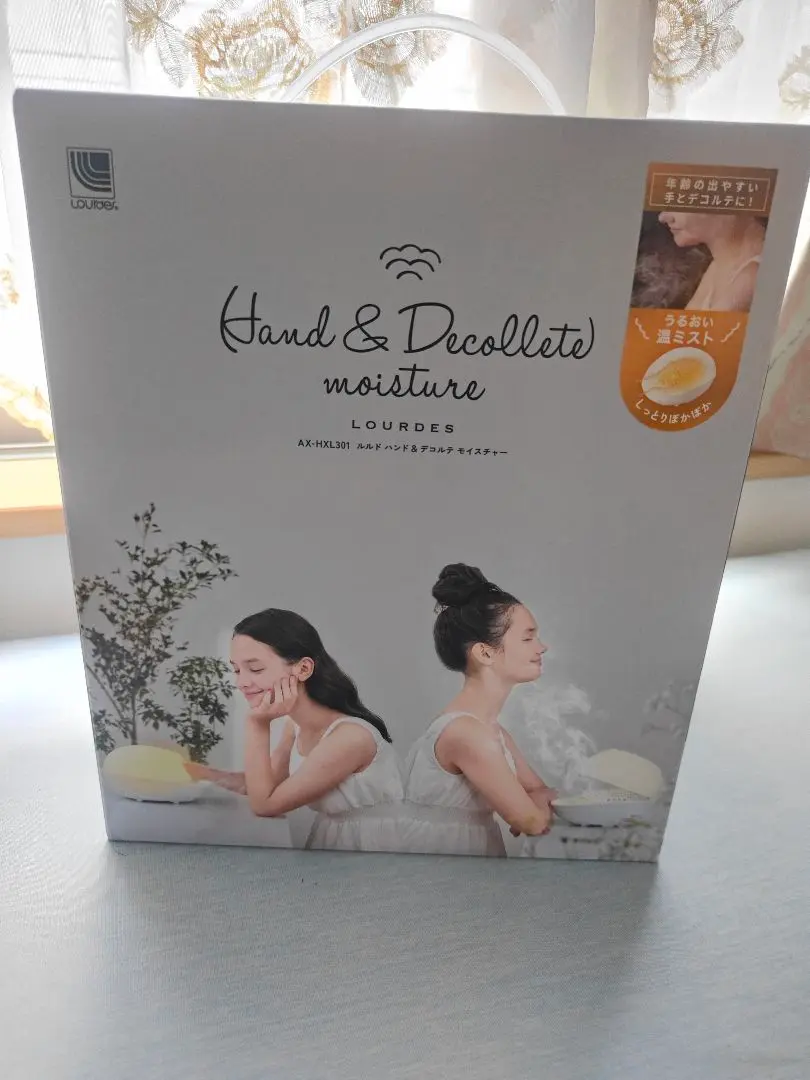 LOURDES
年齢の出やすい
手とデコルテに！
うるおい
温ミスト
しっとりぽかぽか
Hand & Decollete
moisture
LOURDES
AX-HXL301 ルルド ハンド & デコルテ モイスチャー